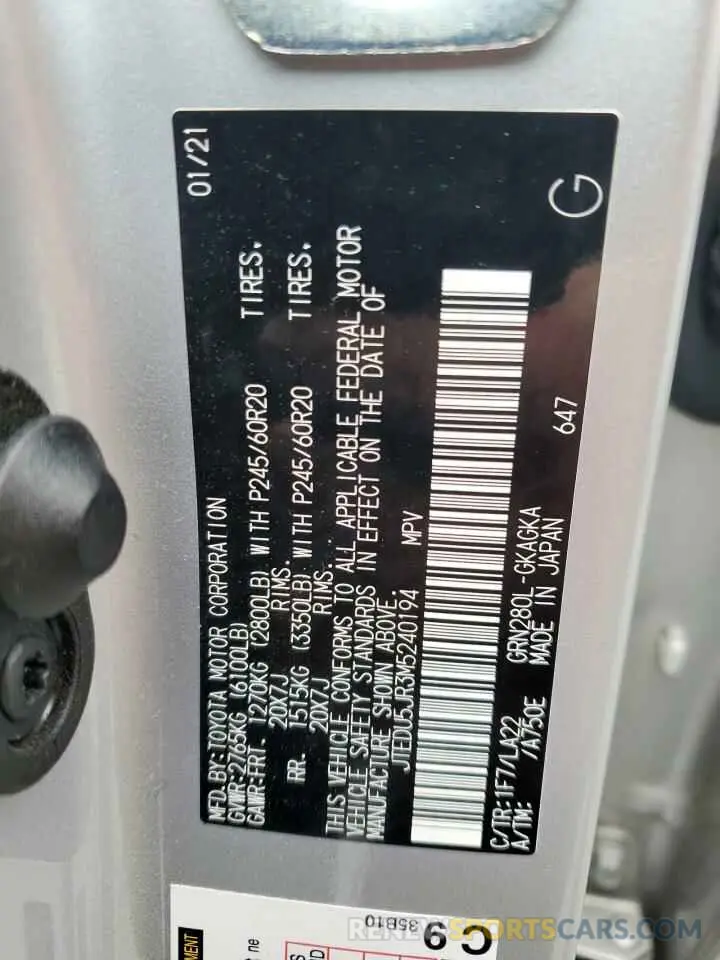 MFD.BY:TOYOTA MOTOR CORPORATION 01/21
GVWR:2765KG (6100LB)
GAWR:FRT. 1270KG (2800LB) WITH P245/60R20 TIRES.
20X7J RIMS.
RR. 1515KG (3350LB) WITH P245/60R20 TIRES.
20X7J RIMS.
THIS VEHICLE CONFORMS TO ALL APPLICABLE FEDERAL MOTOR
VEHICLE SAFETY STANDARDS IN EFFECT ON THE DATE OF
MANUFACTURE SHOWN ABOVE.
JTEDU5JR3M5240194 MPV
C/TR:1F7/LA22 GRN280L-GKAGKA 647
A/TM: /A750E MADE IN JAPAN
G
35B10
RENEWSPORTSCARS.COM